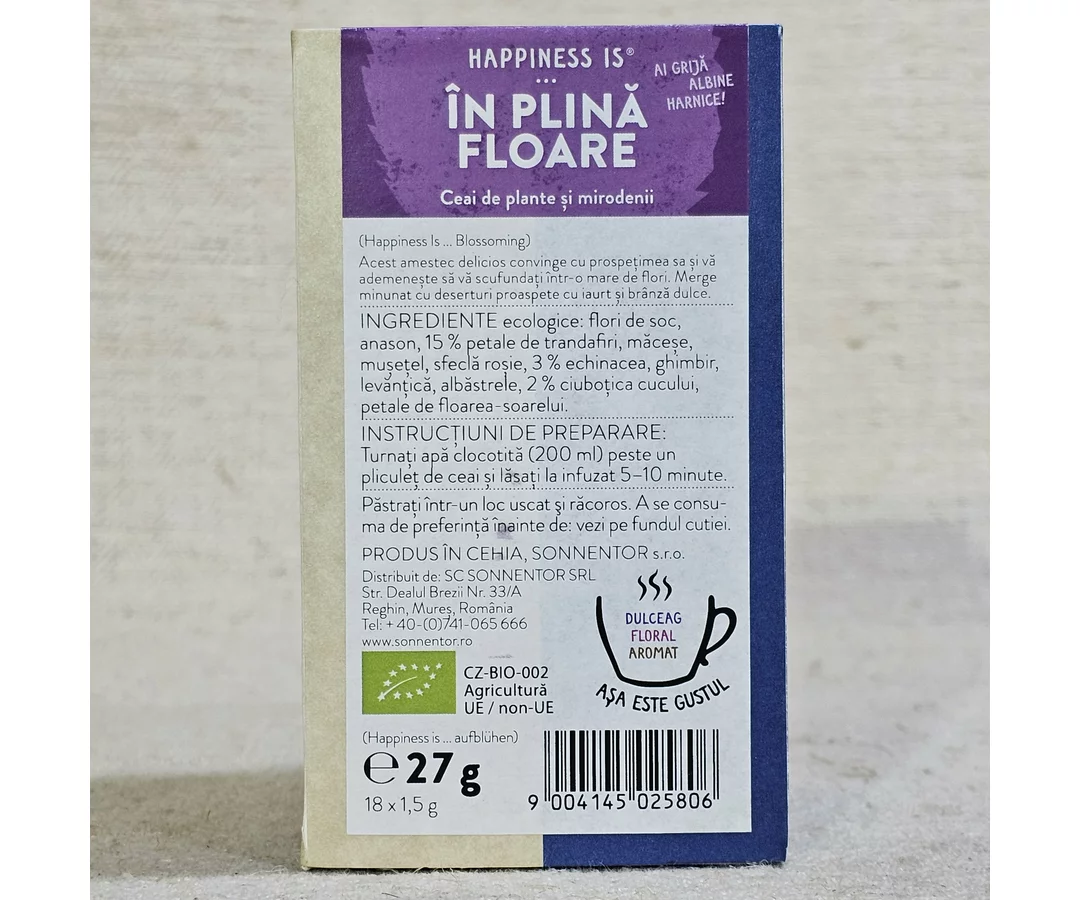 HAPPINESS IS®
...
ÎN PLINĂ
FLOARE
AI GRIJĂ
ALBINE
HARNICE!
Ceai de plante și mirodenii
(Happiness Is ... Blossoming)
Acest amestec delicios convinge cu prospețimea sa și vă
ademenește să vă scufundați într-o mare de flori. Merge
minunat cu deserturi proaspete cu iaurt și brânză dulce.
INGREDIENTE ecologice: flori de soc,
anason, 15 % petale de trandafiri, măceșe,
mușețel, sfeclă roșie, 3 % echinacea, ghimbir,
levănțică, albăstrele, 2 % ciuboțica cucului,
petale de floarea-soarelui.
INSTRUCȚIUNI DE PREPARARE:
Turnați apă clocotită (200 ml) peste un
pliculeț de ceai și lăsați la infuzat 5–10 minute.
Păstrați într-un loc uscat şi răcoros. A se consu-
ma de preferință înainte de: vezi pe fundul cutiei.
PRODUS ÎN CEHIA, SONNENTOR s.r.o.
Distribuit de: SC SONNENTOR SRL
Str. Dealul Brezii Nr. 33/A
Reghin, Mureș, România
Tel: +40-(0)741-065 666
www.sonnentor.ro
DULCEAG
FLORAL
AROMAT
AȘA ESTE GUSTUL
CZ-BIO-002
Agricultură
UE / non-UE
(Happiness is ... aufblühen)
℮ 27 g
18 x 1,5 g
9 004145 025806